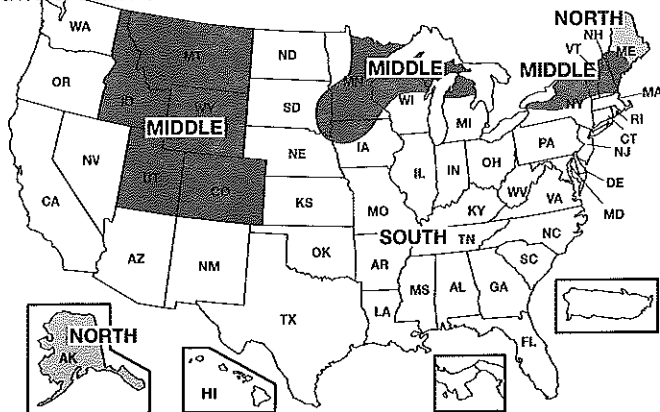 NORTH
WA
NH
MT
ND
VT
ME
OR
MN
MIDDLE
MIDDLE
MA
ID
WY
SD
WI
NY
RI
MIDDLE
MI
CT
NV
NE
IA
PA
NJ
UT
CO
IL
IN
OH
DE
CA
KS
MO
WV
VA
MD
KY
SOUTH
TN
NC
AZ
NM
OK
AR
SC
MS
AL
GA
TX
LA
NORTH
FL
AK
HI